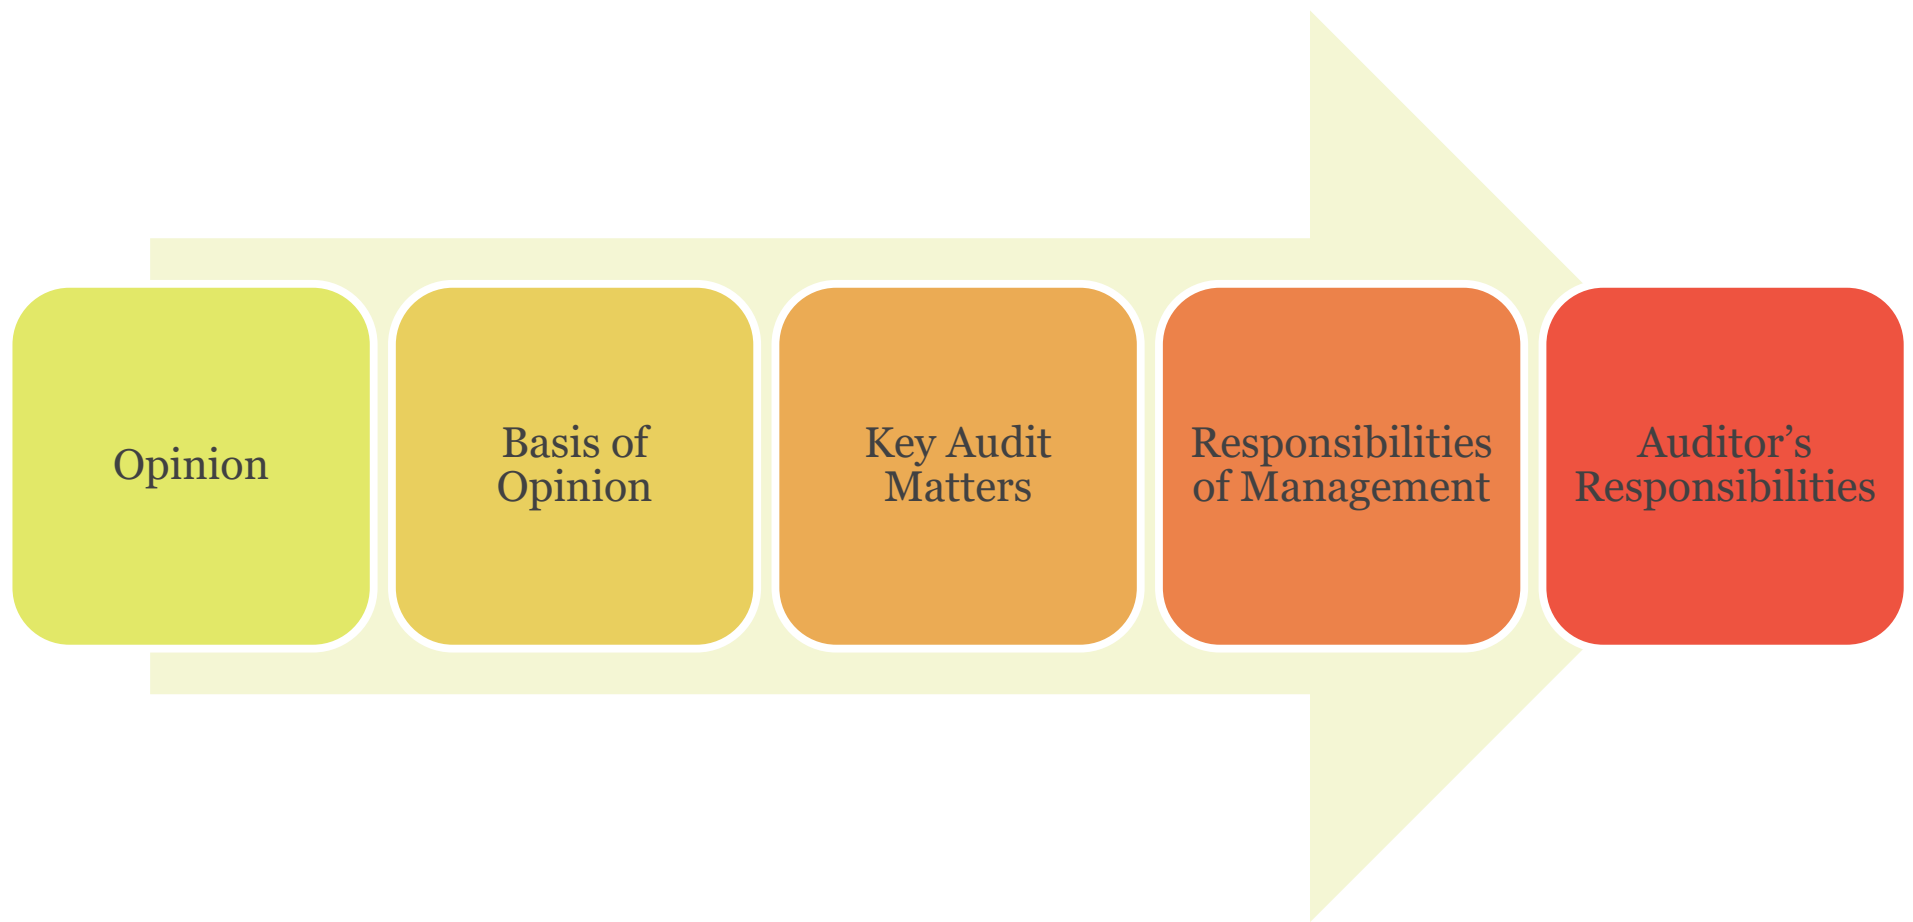 Opinion
Basis of
Opinion
Key Audit
Matters
Responsibilities
of Management
Auditor’s
Responsibilities